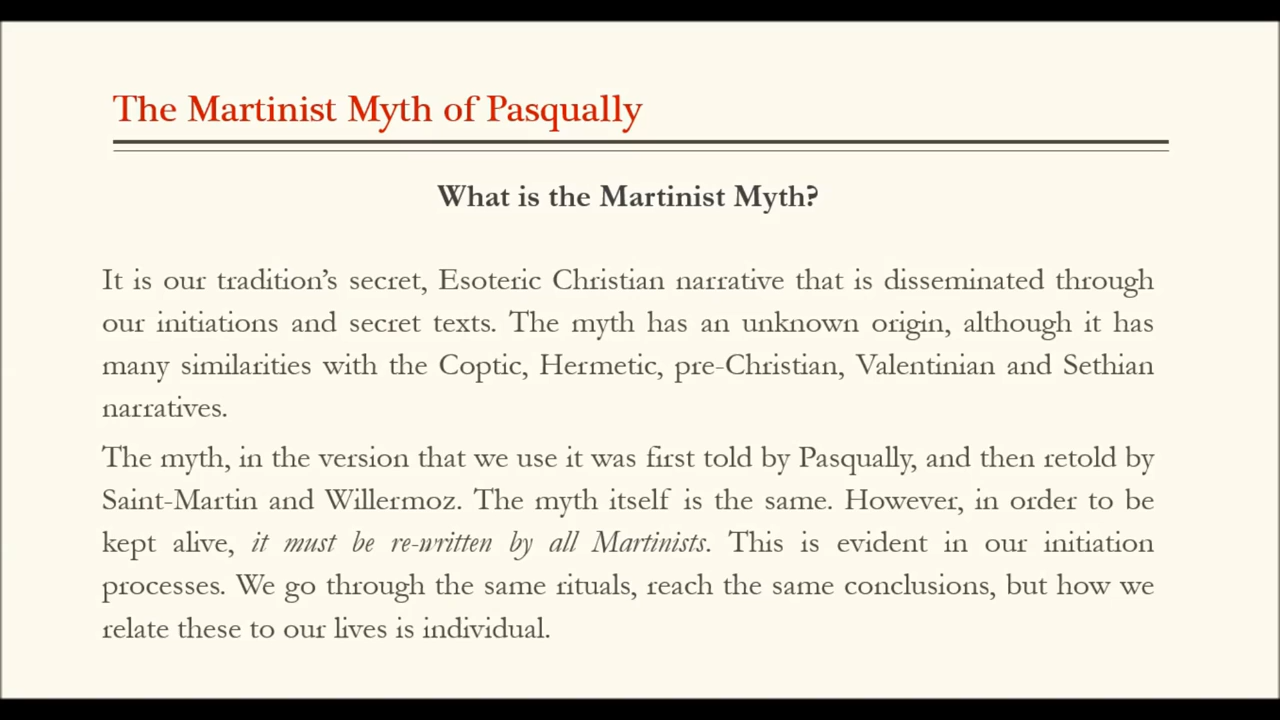 The Martinist Myth of Pasqually
What is the Martinist Myth?
It is our tradition’s secret, Esoteric Christian narrative that is disseminated through
our initiations and secret texts. The myth has an unknown origin, although it has
many similarities with the Coptic, Hermetic, pre-Christian, Valentinian and Sethian
narratives.
The myth, in the version that we use it was first told by Pasqually, and then retold by
Saint-Martin and Willermoz. The myth itself is the same. However, in order to be
kept alive, it must be re-written by all Martinists. This is evident in our initiation
processes. We go through the same rituals, reach the same conclusions, but how we
relate these to our lives is individual.